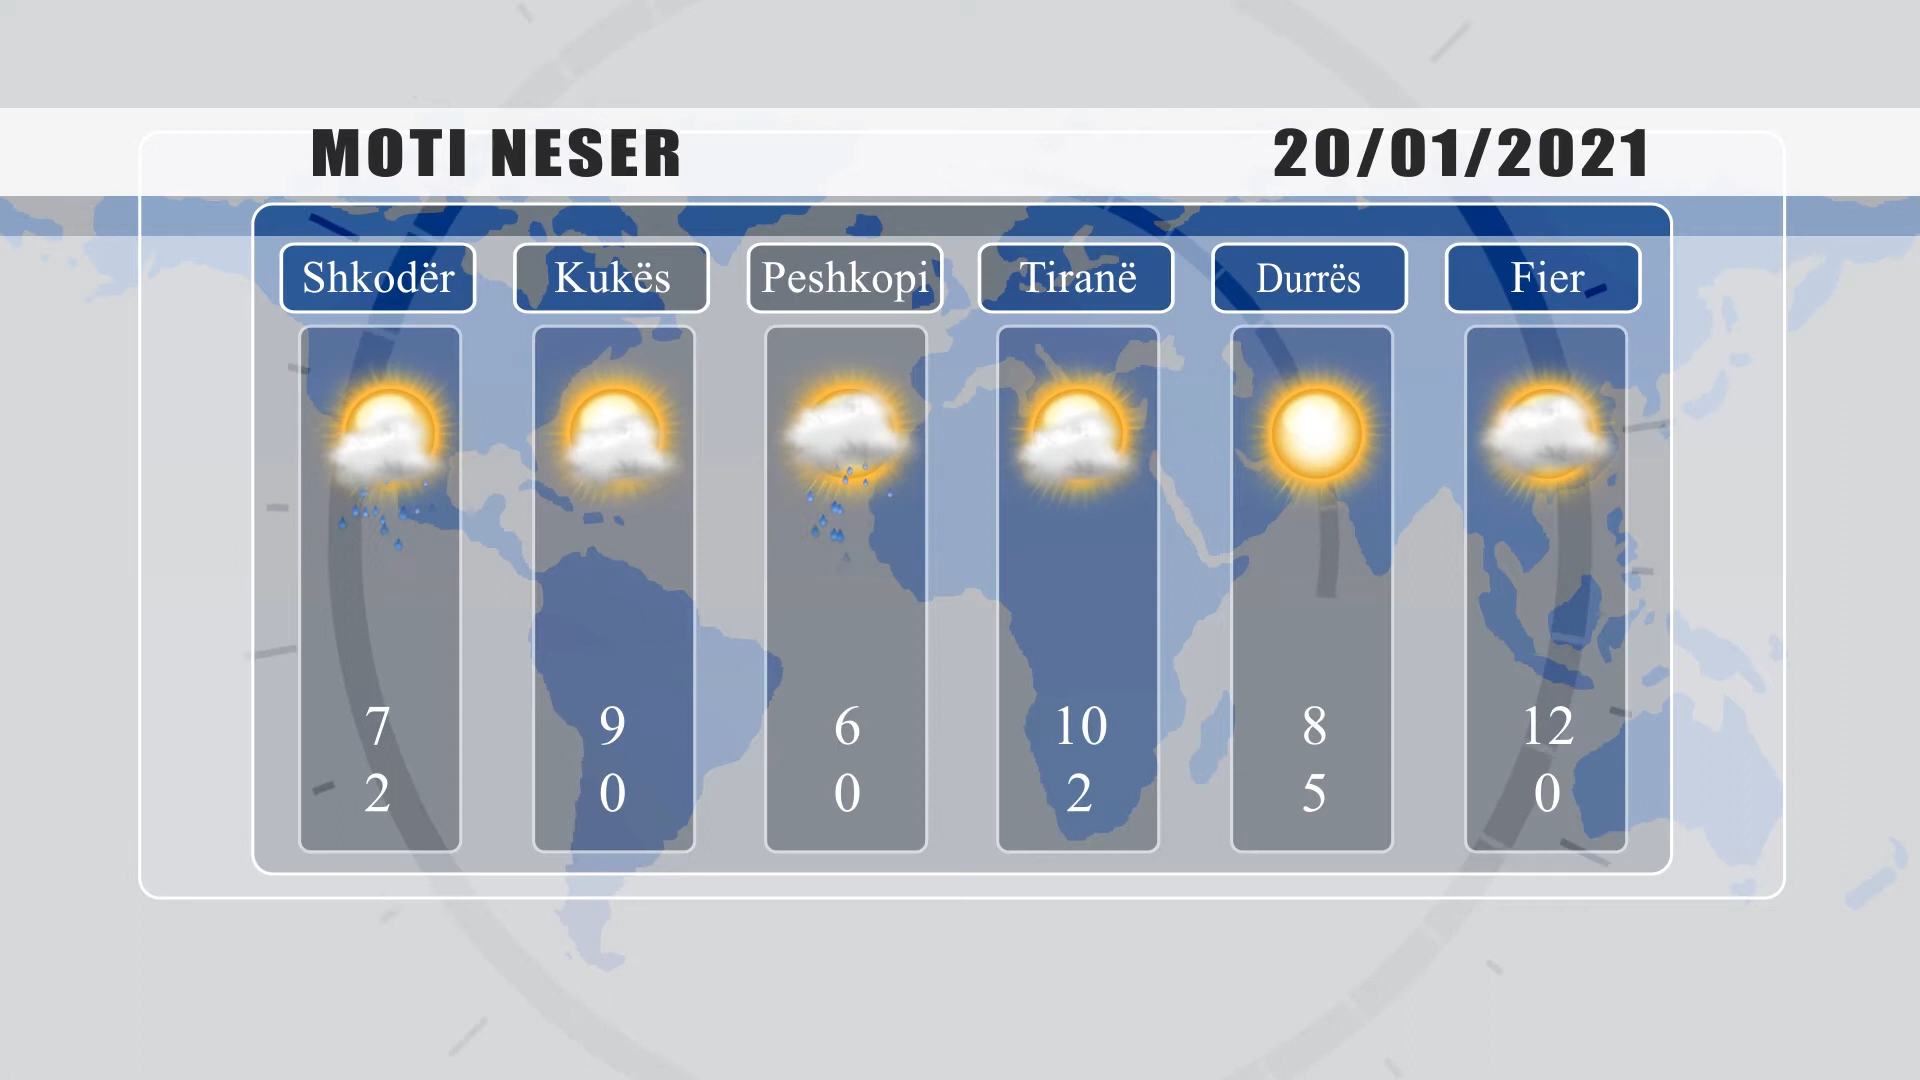 MOTI NESER 20/01/2021
Shkodër Kukës Peshkopi Tiranë Durrës Fier
7 9 6 10 8 12
2 0 0 2 5 0